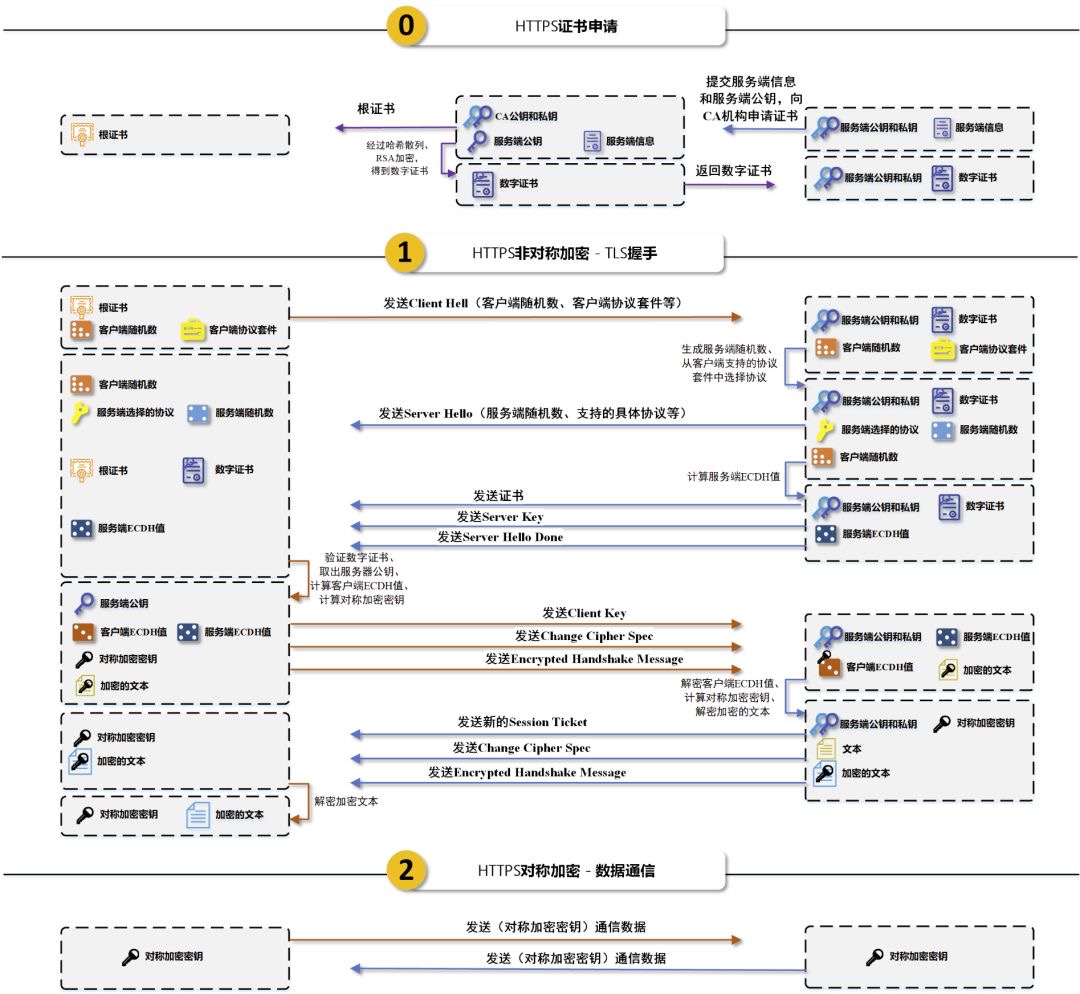 0
HTTPS证书申请
根证书
根证书
CA公钥和私钥
服务端公钥
服务端信息
经过哈希散列、
RSA加密，
得到数字证书
数字证书
提交服务端信息
和服务端公钥，向
CA机构申请证书
服务端公钥和私钥
服务端信息
返回数字证书
服务端公钥和私钥
数字证书
1
HTTPS非对称加密 - TLS握手
根证书
客户端随机数
客户端协议套件
发送Client Hell（客户端随机数、客户端协议套件等）
服务端公钥和私钥
数字证书
客户端随机数
客户端协议套件
生成服务端随机数、
从客户端支持的协议
套件中选择协议
客户端随机数
服务端选择的协议
服务端随机数
根证书
数字证书
服务端ECDH值
发送Server Hello（服务端随机数、支持的具体协议等）
服务端公钥和私钥
数字证书
服务端选择的协议
服务端随机数
客户端随机数
计算服务端ECDH值
发送证书
发送Server Key
发送Server Hello Done
服务端公钥和私钥
数字证书
服务端ECDH值
验证数字证书、
取出服务器公钥、
计算客户端ECDH值、
计算对称加密密钥
服务端公钥
客户端ECDH值
服务端ECDH值
对称加密密钥
加密的文本
发送Client Key
发送Change Cipher Spec
发送Encrypted Handshake Message
服务端公钥和私钥
服务端ECDH值
客户端ECDH值
加密的文本
解密客户端ECDH值、
计算对称加密密钥、
解密加密的文本
发送新的Session Ticket
发送Change Cipher Spec
发送Encrypted Handshake Message
服务端公钥和私钥
对称加密密钥
文本
加密的文本
对称加密密钥
加密的文本
解密加密文本
对称加密密钥
加密的文本
2
HTTPS对称加密 - 数据通信
对称加密密钥
发送（对称加密密钥）通信数据
发送（对称加密密钥）通信数据
对称加密密钥